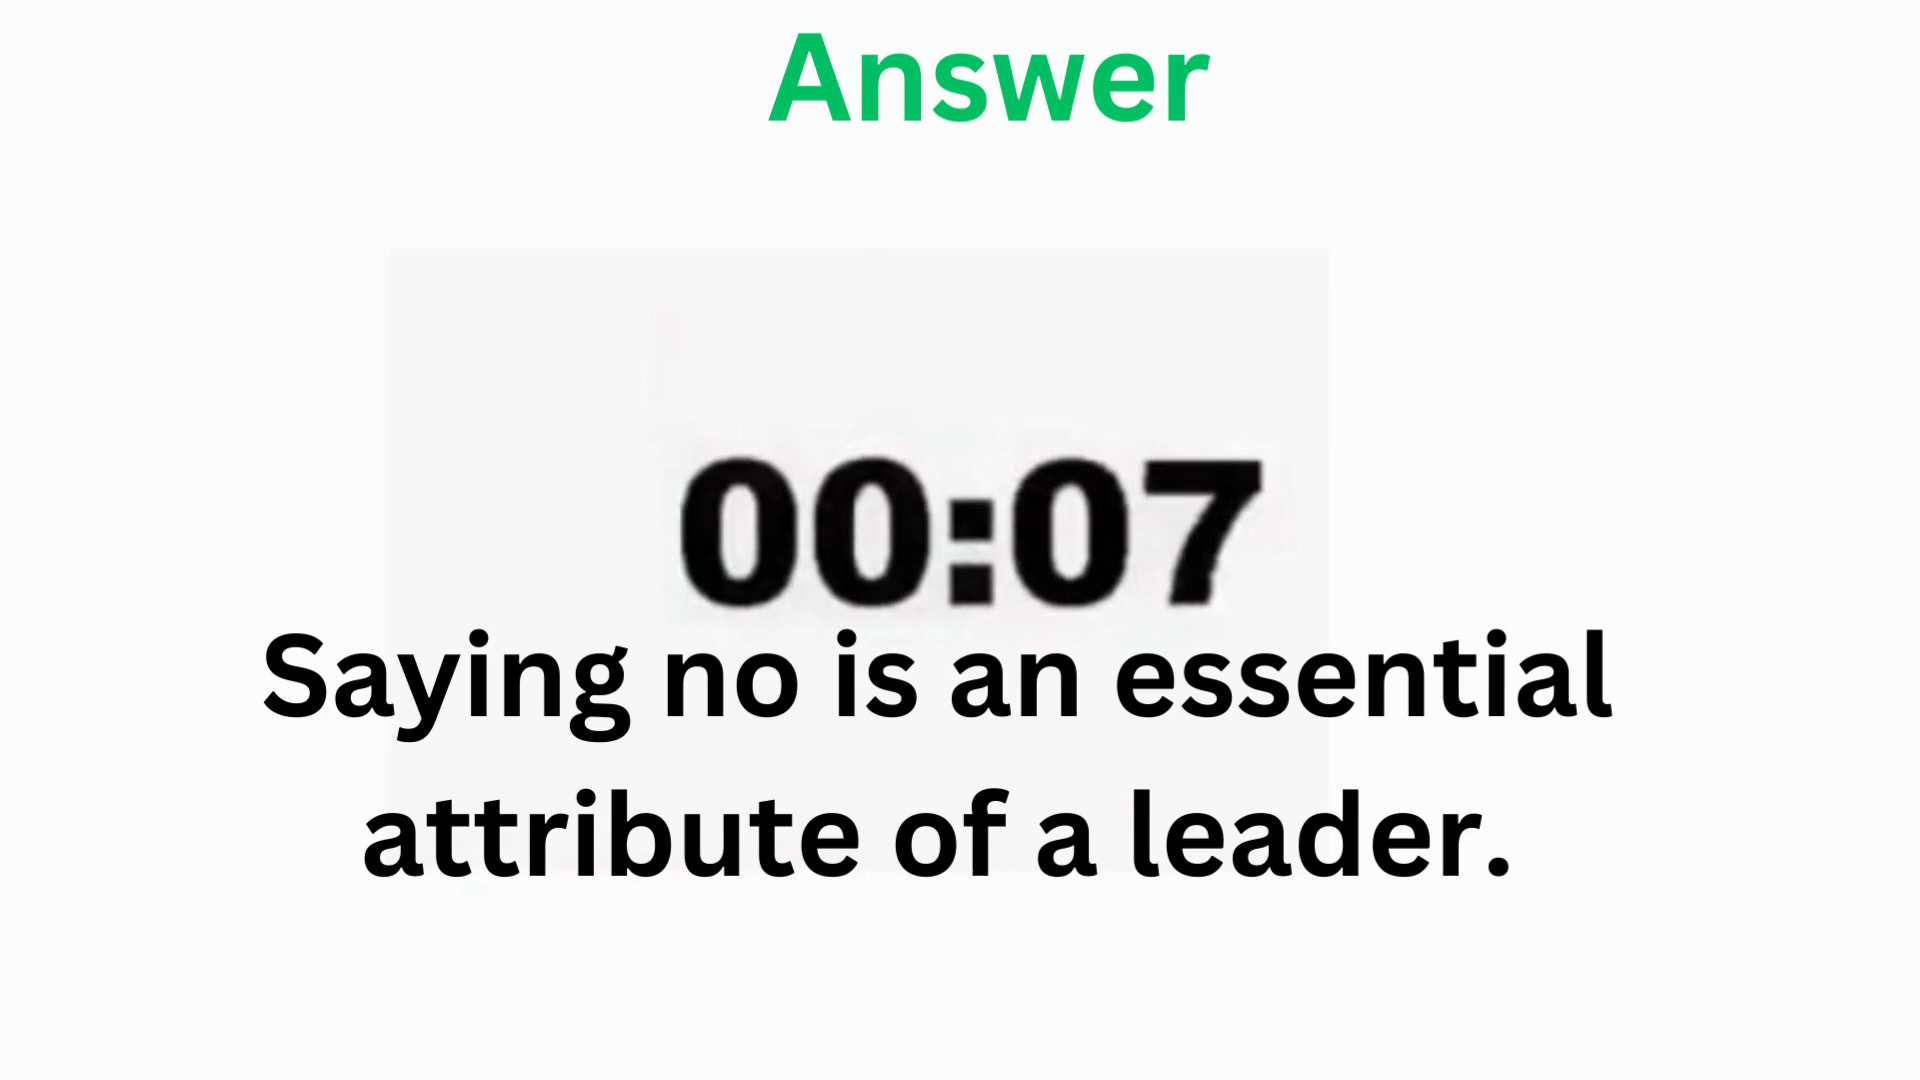 Answer
00:07
Saying no is an essential
attribute of a leader.